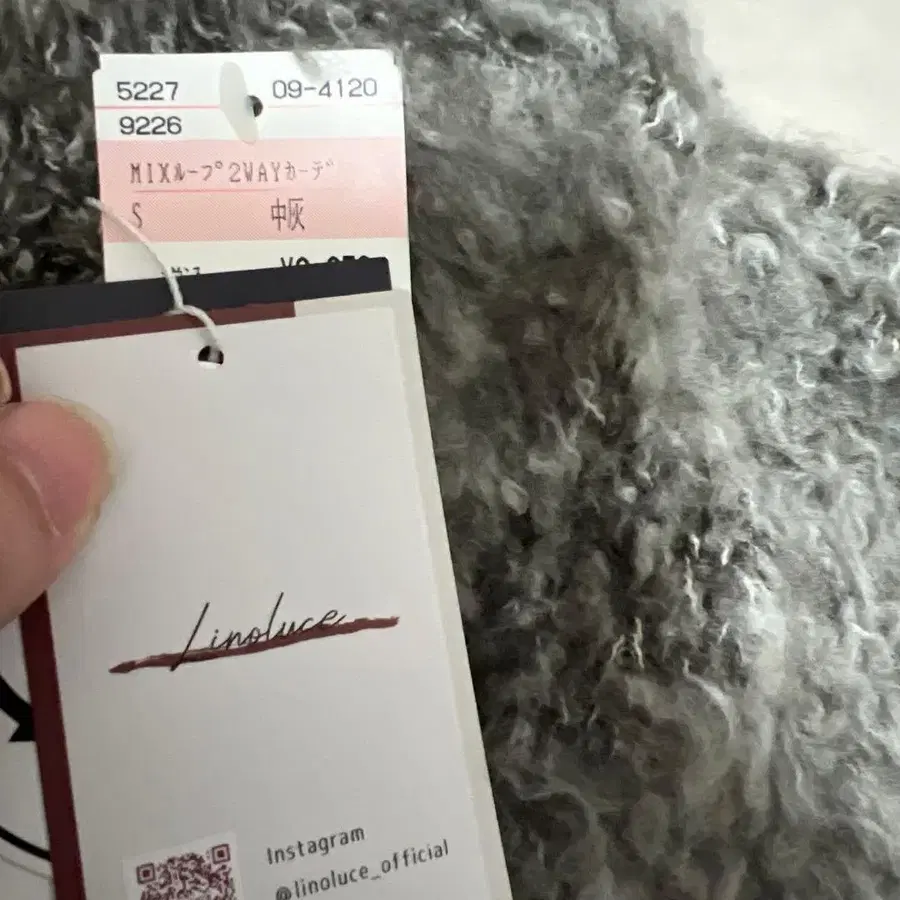 5227 09-4120
9226
MIXループ2WAYカーデ
S 中灰
Linoluce
Instagram
@linoluce_official